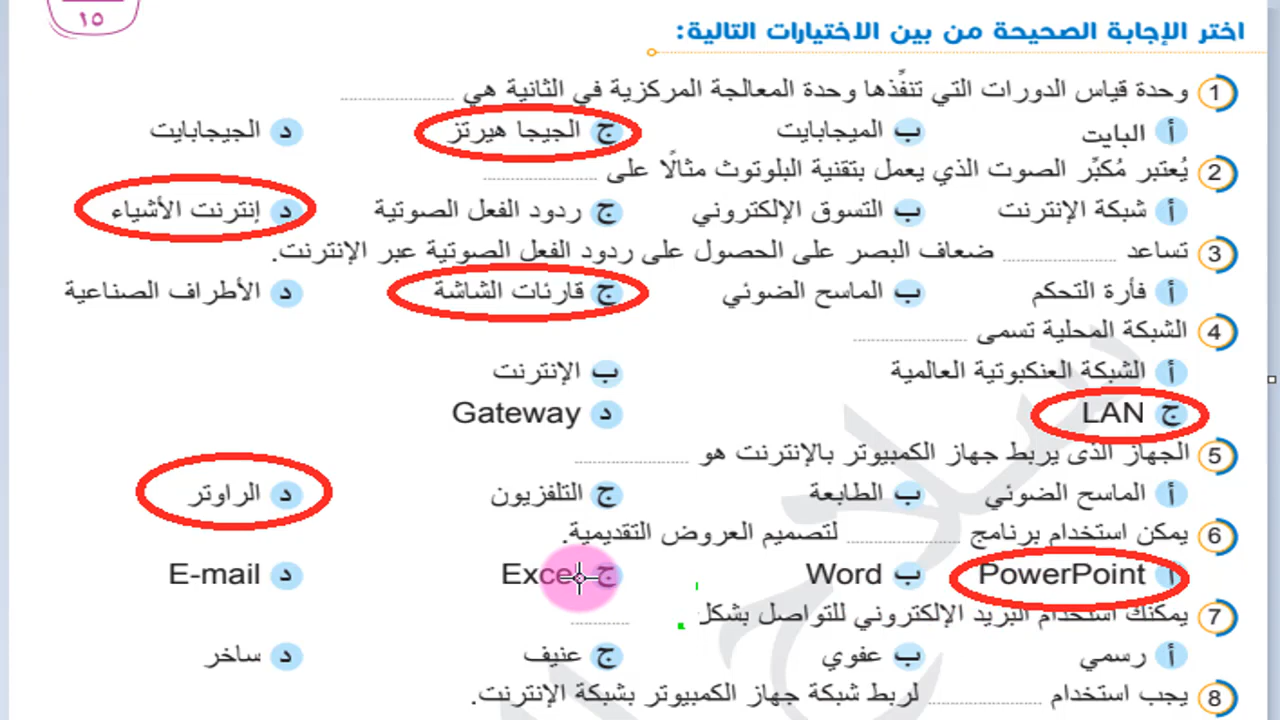 ١٥
اختر الإجابة الصحيحة من بين الاختيارات التالية:
1 وحدة قياس الدورات التي تنفِّذها وحدة المعالجة المركزية في الثانية هي ..........
أ البايت ب الميجابايت ج الجيجا هيرتز د الجيجابايت
2 يُعتبر مُكبِّر الصوت الذي يعمل بتقنية البلوتوث مثالًا على ..........
أ شبكة الإنترنت ب التسوق الإلكتروني ج ردود الفعل الصوتية د إنترنت الأشياء
3 تساعد .......... ضعاف البصر على الحصول على ردود الفعل الصوتية عبر الإنترنت.
أ فأرة التحكم ب الماسح الضوئي ج قارئات الشاشة د الأطراف الصناعية
4 الشبكة المحلية تسمى ..........
أ الشبكة العنكبوتية العالمية ب الإنترنت
ج LAN د Gateway
5 الجهاز الذى يربط جهاز الكمبيوتر بالإنترنت هو ..........
أ الماسح الضوئي ب الطابعة ج التلفزيون د الراوتر
6 يمكن استخدام برنامج .......... لتصميم العروض التقديمية.
أ PowerPoint ب Word ج Excel د E-mail
7 يمكنك استخدام البريد الإلكتروني للتواصل بشكل ..........
أ رسمي ب عفوي ج عنيف د ساخر
8 يجب استخدام .......... لربط شبكة جهاز الكمبيوتر بشبكة الإنترنت.